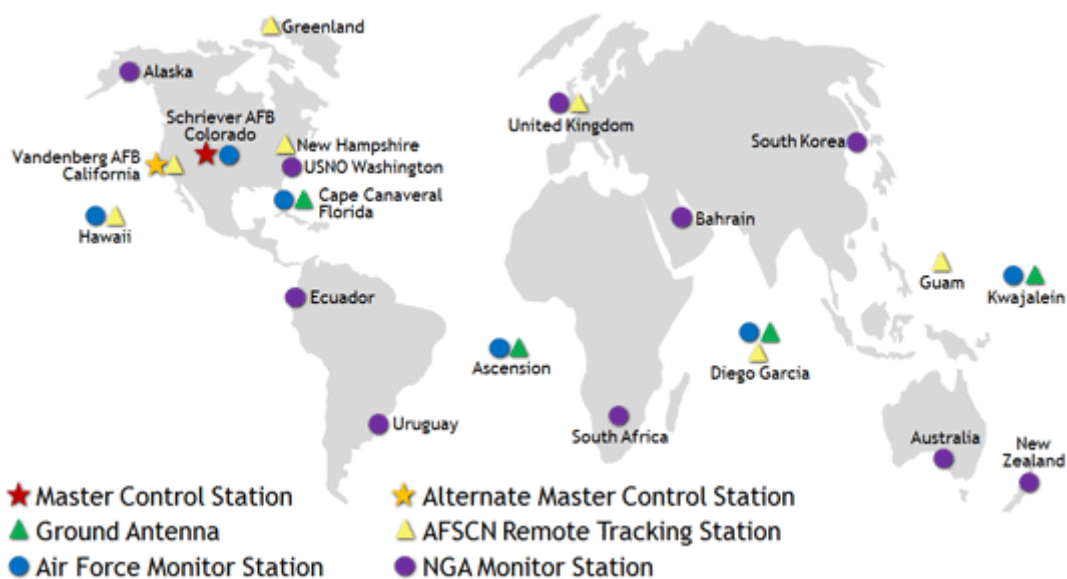 Greenland
Alaska
Schriever AFB
Colorado
Vandenberg AFB
California
New Hampshire
USNO Washington
Cape Canaveral
Florida
Hawaii
United Kingdom
South Korea
Bahrain
Guam
Kwajalein
Ecuador
Ascension
Diego Garcia
Uruguay
South Africa
Australia
New
Zealand
Master Control Station
Alternate Master Control Station
Ground Antenna
AFSCN Remote Tracking Station
Air Force Monitor Station
NGA Monitor Station